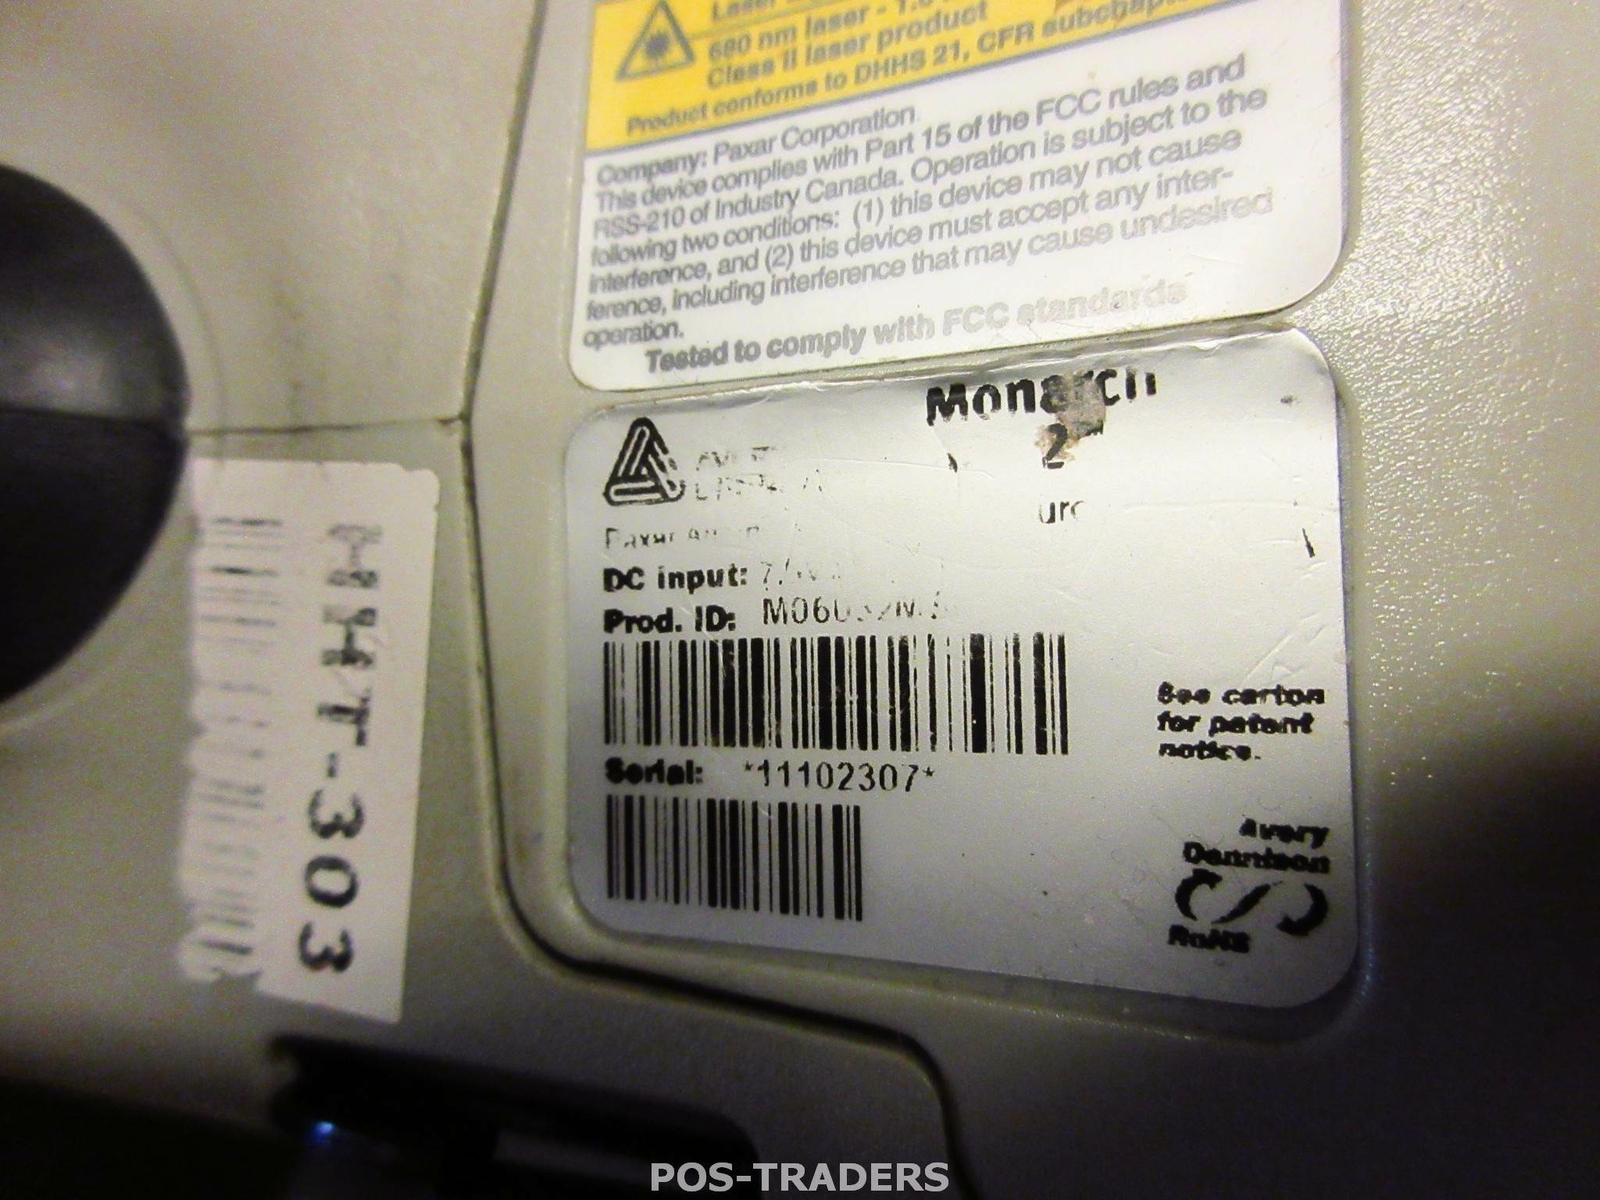 680 nm laser - 1.0
Class II laser product
Product conforms to DHHS 21, CFR subchapter
Company: Paxar Corporation
This device complies with Part 15 of the FCC rules and
RSS-210 of Industry Canada. Operation is subject to the
following two conditions: (1) this device may not cause
interference, and (2) this device must accept any inter-
ference, including interference that may cause undesired
operation.
Tested to comply with FCC standards
Monarch
DC input:
Prod. ID:
Serial: *11102307*
See carton
for patent
notice.
Avery
Dennison
RoHS
HHT-303
POS-TRADERS